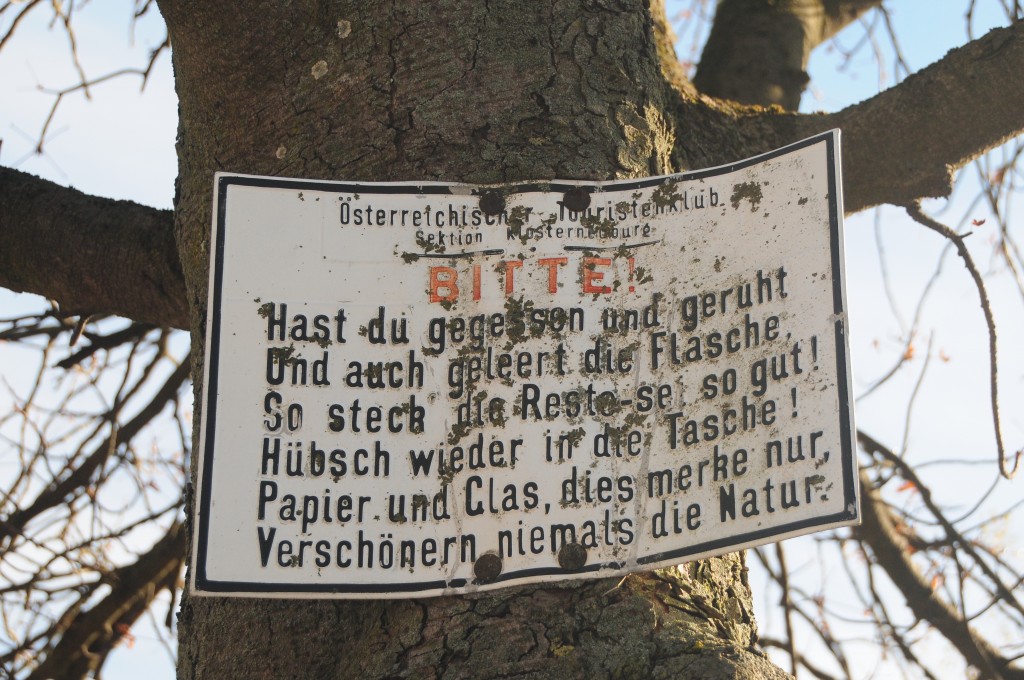 Österreichischer Touristenklub
Sektion Klosterneuburg
BITTE!
Hast du gegessen und geruht
Und auch geleert die Flasche,
So steck die Reste-sei so gut!
Hübsch wieder in die Tasche!
Papier und Glas, dies merke nur,
Verschönern niemals die Natur.